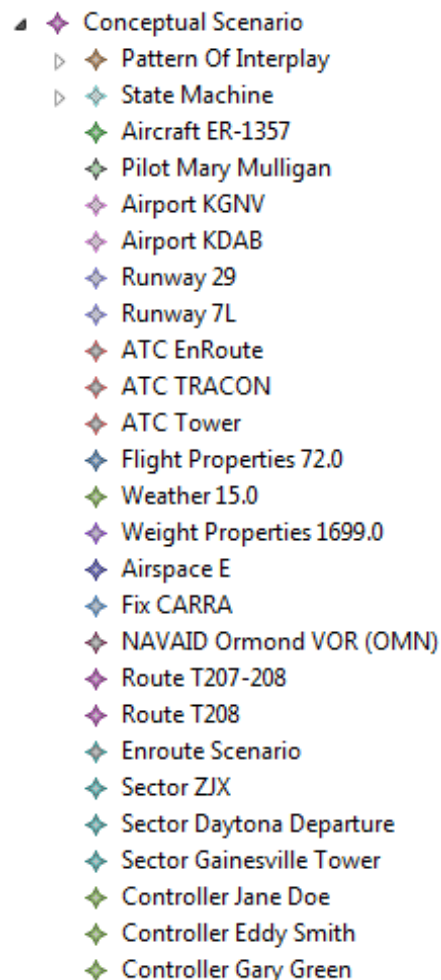 Conceptual Scenario
Pattern Of Interplay
State Machine
Aircraft ER-1357
Pilot Mary Mulligan
Airport KGNV
Airport KDAB
Runway 29
Runway 7L
ATC EnRoute
ATC TRACON
ATC Tower
Flight Properties 72.0
Weather 15.0
Weight Properties 1699.0
Airspace E
Fix CARRA
NAVAID Ormond VOR (OMN)
Route T207-208
Route T208
Enroute Scenario
Sector ZJX
Sector Daytona Departure
Sector Gainesville Tower
Controller Jane Doe
Controller Eddy Smith
Controller Gary Green